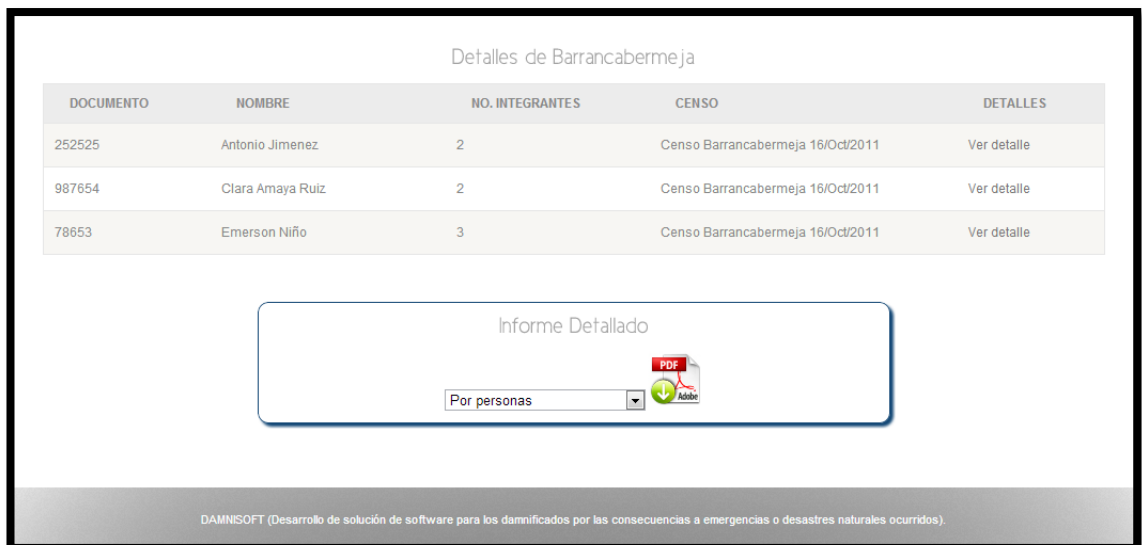 Detalles de Barrancabermeja
DOCUMENTO NOMBRE NO. INTEGRANTES CENSO DETALLES
252525 Antonio Jimenez 2 Censo Barrancabermeja 16/Oct/2011 Ver detalle
987654 Clara Amaya Ruiz 2 Censo Barrancabermeja 16/Oct/2011 Ver detalle
78653 Emerson Niño 3 Censo Barrancabermeja 16/Oct/2011 Ver detalle
Informe Detallado
PDF
Por personas
Adobe
DAMNISOFT (Desarrollo de solución de software para los damnificados por las consecuencias a emergencias o desastres naturales ocurridos).